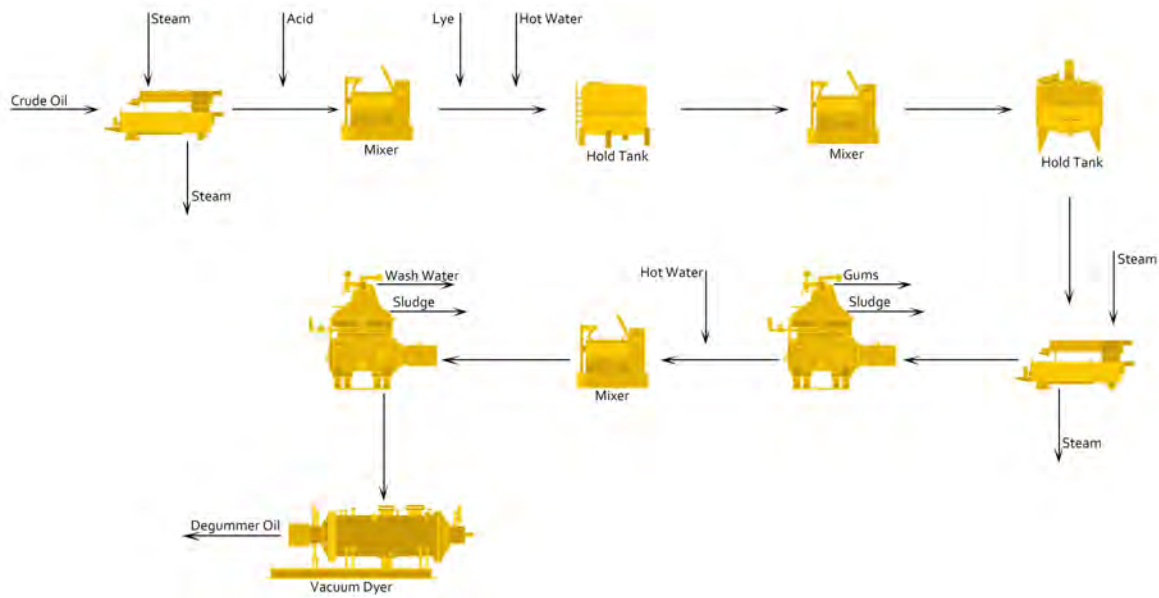 Steam
Acid
Lye
Hot Water
Crude Oil
Mixer
Hold Tank
Mixer
Hold Tank
Steam
Wash Water
Sludge
Hot Water
Gums
Sludge
Steam
Mixer
Steam
Degummer Oil
Vacuum Dyer